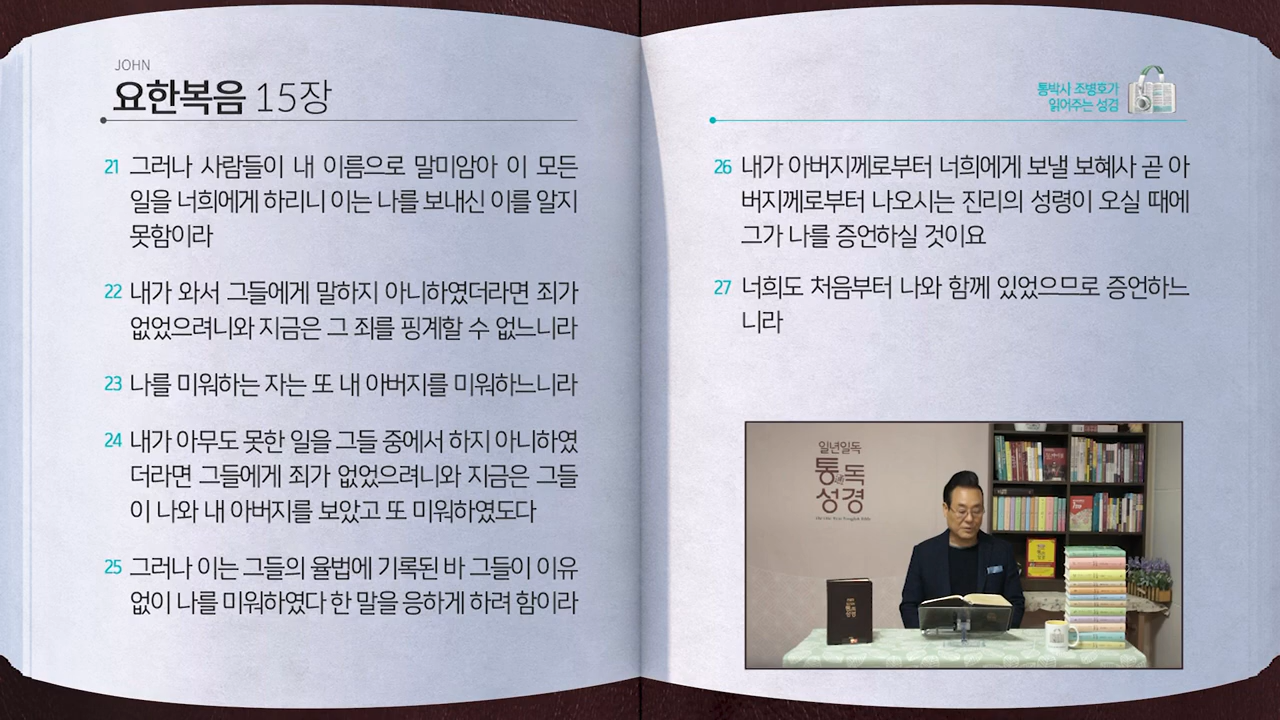 JOHN
요한복음 15장
21 그러나 사람들이 내 이름으로 말미암아 이 모든
일을 너희에게 하리니 이는 나를 보내신 이를 알지
못함이라
22 내가 와서 그들에게 말하지 아니하였더라면 죄가
없었으려니와 지금은 그 죄를 핑계할 수 없느니라
23 나를 미워하는 자는 또 내 아버지를 미워하느니라
24 내가 아무도 못한 일을 그들 중에서 하지 아니하였
더라면 그들에게 죄가 없었으려니와 지금은 그들
이 나와 내 아버지를 보았고 또 미워하였도다
25 그러나 이는 그들의 율법에 기록된 바 그들이 이유
없이 나를 미워하였다 한 말을 응하게 하려 함이라
통박사 조병호가
읽어주는 성경
26 내가 아버지께로부터 너희에게 보낼 보혜사 곧 아
버지께로부터 나오시는 진리의 성령이 오실 때에
그가 나를 증언하실 것이요
27 너희도 처음부터 나와 함께 있었으므로 증언하느
니라
일년일독
통독
성경
통독
성경